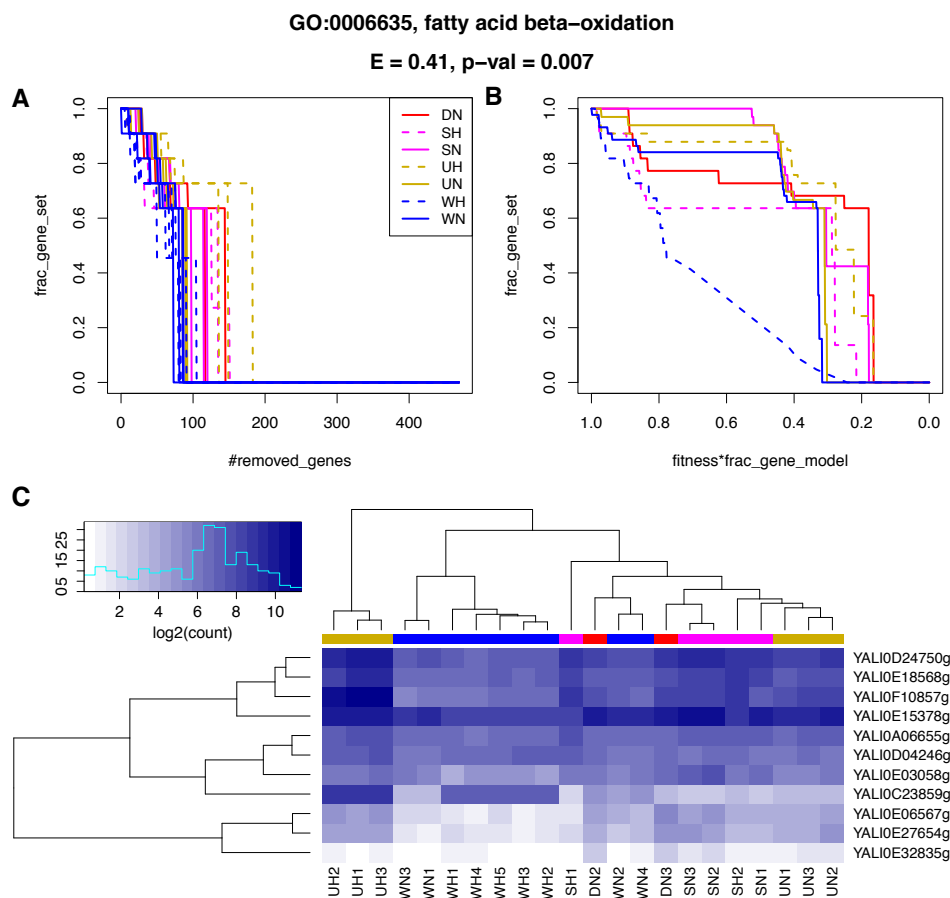 GO:0006635, fatty acid beta−oxidation
E = 0.41, p−val = 0.007
A
frac_gene_set
0.0 0.2 0.4 0.6 0.8 1.0
0 100 200 300 400
#removed_genes
DN
SH
SN
UH
UN
WH
WN
B
frac_gene_set
0.0 0.2 0.4 0.6 0.8 1.0
1.0 0.8 0.6 0.4 0.2 0.0
fitness*frac_gene_model
C
0.5 1.5 2.5
2 4 6 8 10
log2(count)
YALI0D24750g
YALI0E18568g
YALI0F10857g
YALI0E15378g
YALI0A06655g
YALI0D04246g
YALI0E03058g
YALI0C23859g
YALI0E06567g
YALI0E27654g
YALI0E32835g
UH2 UH1 UH3 WN3 WN1 WH1 WH4 WH5 WH3 WH2 SH1 DN2 WN2 WN4 DN3 SN3 SN2 SH2 SN1 UN1 UN3 UN2